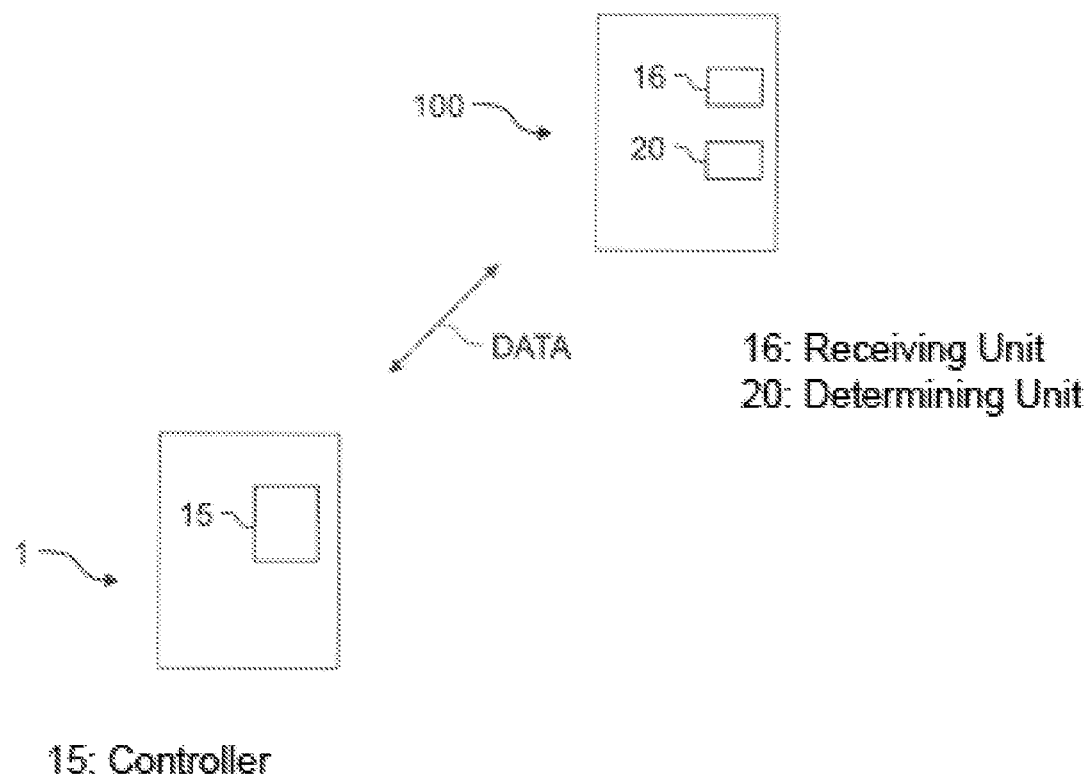 16
100
20
DATA
16: Receiving Unit
20: Determining Unit
15
1
15: Controller